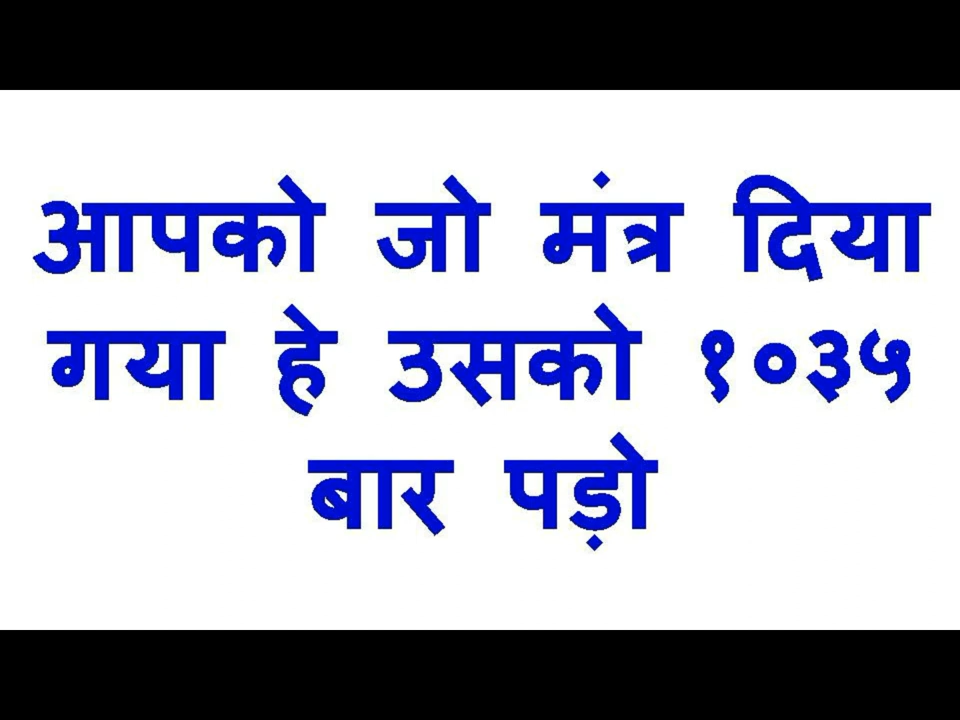 आपको जो मंत्र दिया
गया हे उसको १०३५
बार पड़ो